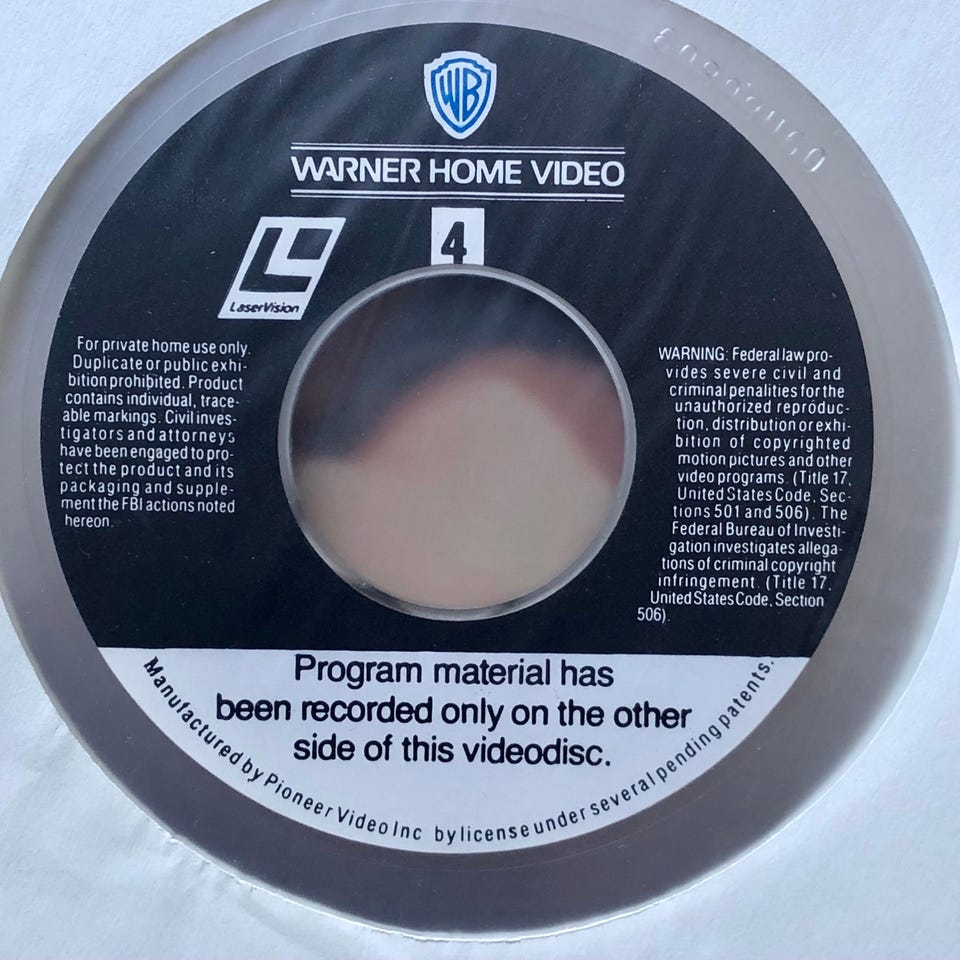 WB
WARNER HOME VIDEO
4
LaserVision
For private home use only.
Duplicate or public exhi-
bition prohibited. Product
contains individual, trace-
able markings. Civil inves-
tigators and attorneys
have been engaged to pro-
tect the product and its
packaging and supple-
ment the FBI actions noted
hereon.
WARNING: Federal law pro-
vides severe civil and
criminal penalities for the
unauthorized reproduc-
tion, distribution or exhi-
bition of copyrighted
motion pictures and other
video programs. (Title 17,
United States Code, Sec-
tions 501 and 506). The
Federal Bureau of Investi-
gation investigates allega-
tions of criminal copyright
infringement. (Title 17,
United States Code, Section
506).
Program material has
been recorded only on the other
side of this videodisc.
Manufactured by Pioneer Video Inc by license under several pending patents.